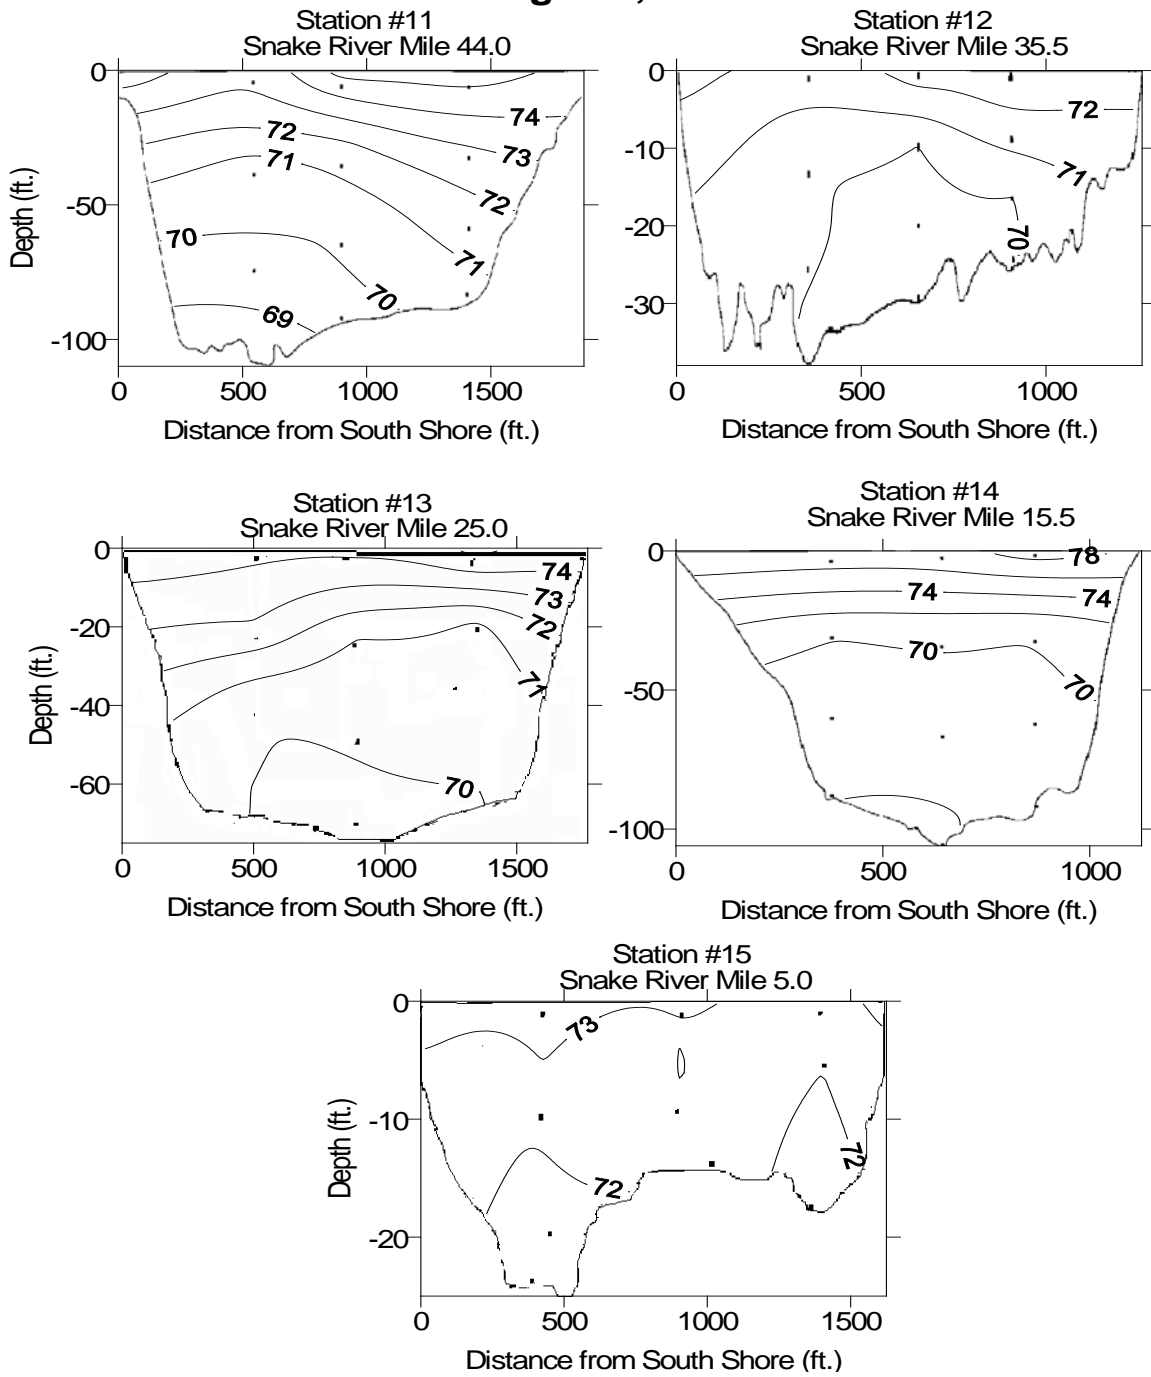 Station #11
Snake River Mile 44.0
0
-50
-100
Depth (ft.)
74
73
72
72
71
71
70
70
69
0 500 1000 1500
Distance from South Shore (ft.)
Station #12
Snake River Mile 35.5
0
-10
-20
-30
72
71
70
0 500 1000
Distance from South Shore (ft.)
Station #13
Snake River Mile 25.0
0
-20
-40
-60
Depth (ft.)
74
73
72
71
70
0 500 1000 1500
Distance from South Shore (ft.)
Station #14
Snake River Mile 15.5
0
-50
-100
78
74 74
70
70
0 500 1000
Distance from South Shore (ft.)
Station #15
Snake River Mile 5.0
0
-10
-20
Depth (ft.)
73
72
72
0 500 1000 1500
Distance from South Shore (ft.)